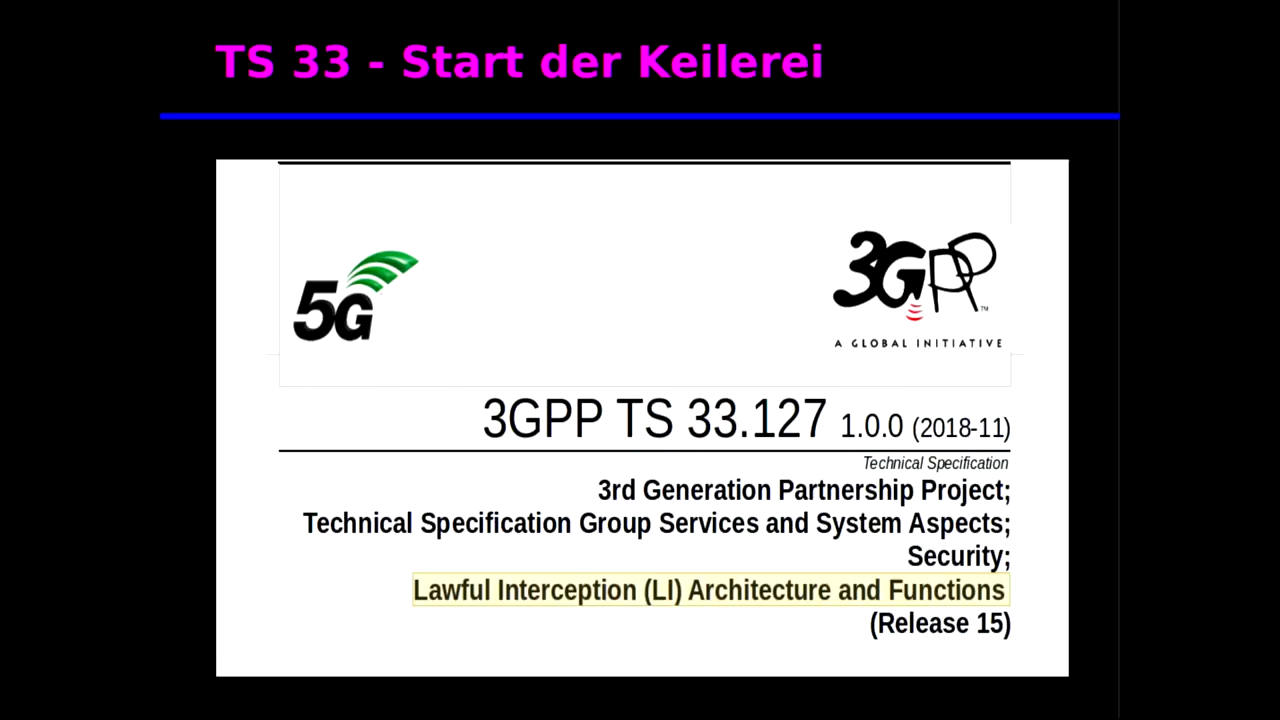 TS 33 - Start der Keilerei
5G
3GPP
TM
A GLOBAL INITIATIVE
3GPP TS 33.127 1.0.0 (2018-11)
Technical Specification
3rd Generation Partnership Project;
Technical Specification Group Services and System Aspects;
Security;
Lawful Interception (LI) Architecture and Functions
(Release 15)